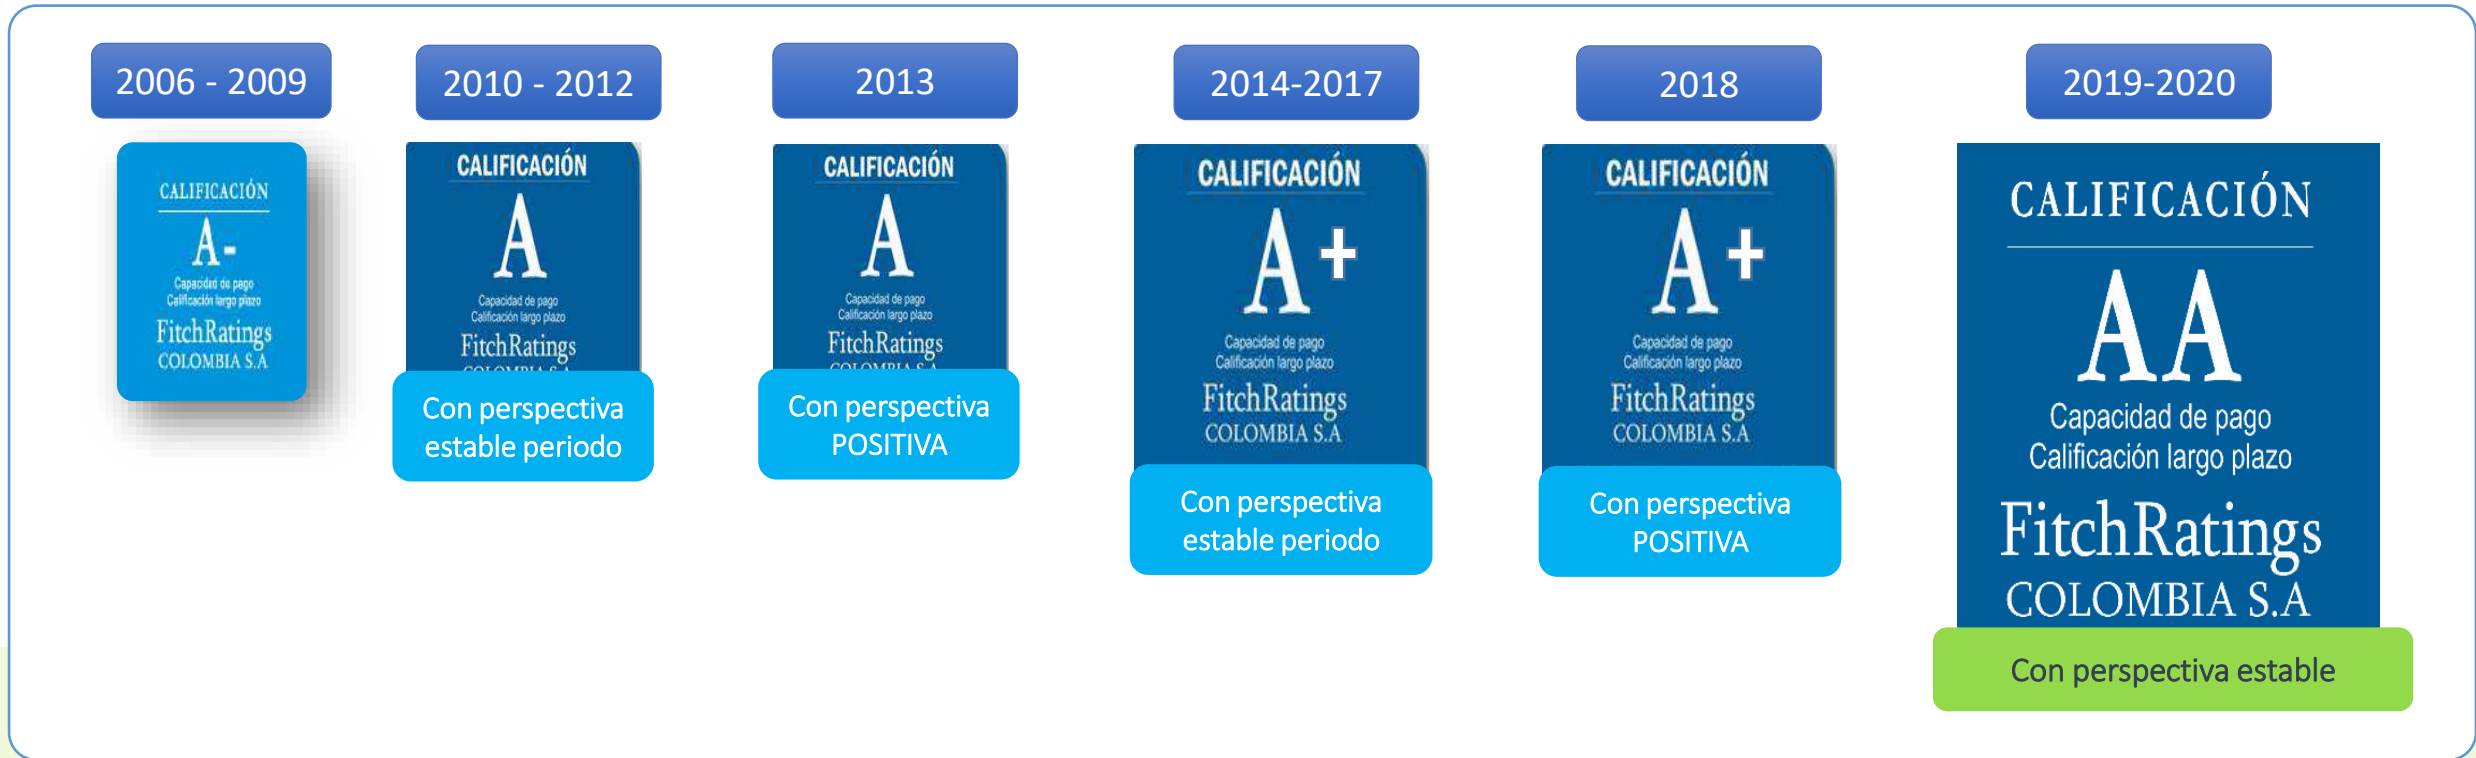 2006 - 2009
CALIFICACIÓN
A-
Capacidad de pago
Calificación largo plazo
FitchRatings
COLOMBIA S.A
2010 - 2012
CALIFICACIÓN
A
Capacidad de pago
Calificación largo plazo
FitchRatings
COLOMBIA S.A
Con perspectiva
estable periodo
2013
CALIFICACIÓN
A
Capacidad de pago
Calificación largo plazo
FitchRatings
COLOMBIA S.A
Con perspectiva
POSITIVA
2014-2017
CALIFICACIÓN
A+
Capacidad de pago
Calificación largo plazo
FitchRatings
COLOMBIA S.A
Con perspectiva
estable periodo
2018
CALIFICACIÓN
A+
Capacidad de pago
Calificación largo plazo
FitchRatings
COLOMBIA S.A
Con perspectiva
POSITIVA
2019-2020
CALIFICACIÓN
AA
Capacidad de pago
Calificación largo plazo
FitchRatings
COLOMBIA S.A
Con perspectiva estable